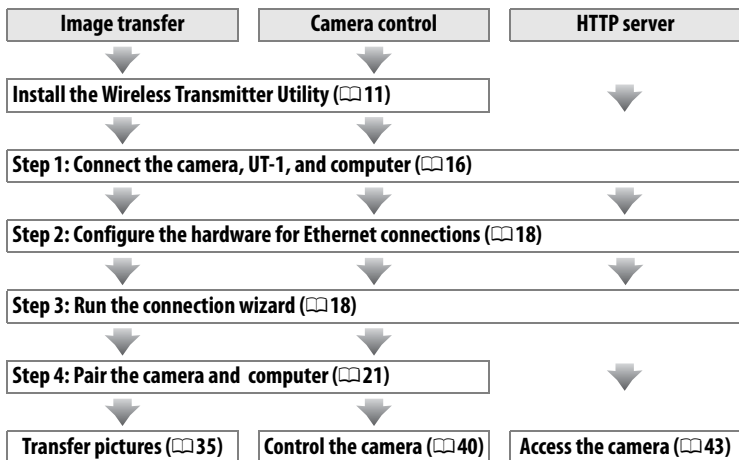 Image transfer
Camera control
HTTP server
Install the Wireless Transmitter Utility (📖11)
Step 1: Connect the camera, UT-1, and computer (📖16)
Step 2: Configure the hardware for Ethernet connections (📖18)
Step 3: Run the connection wizard (📖18)
Step 4: Pair the camera and computer (📖21)
Transfer pictures (📖35)
Control the camera (📖40)
Access the camera (📖43)